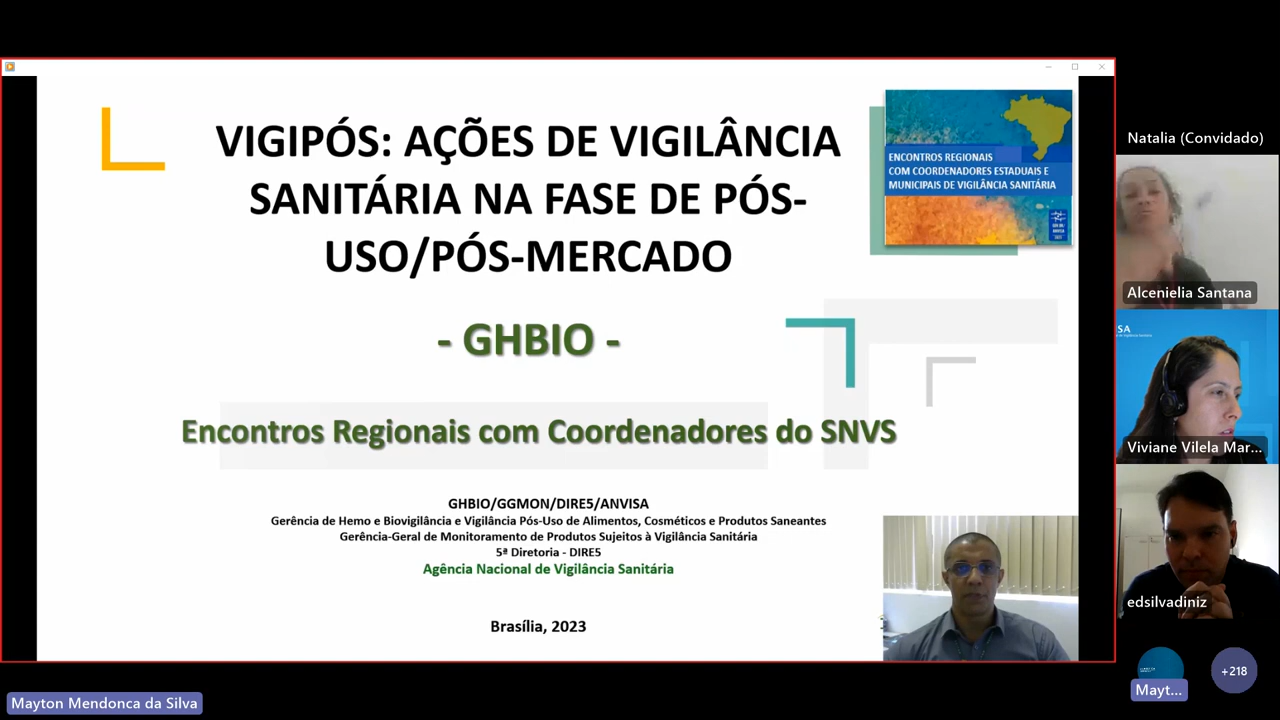 VIGIPÓS: AÇÕES DE VIGILÂNCIA
SANITÁRIA NA FASE DE PÓS-
USO/PÓS-MERCADO
- GHBIO -
Encontros Regionais com Coordenadores do SNVS
GHBIO/GGMON/DIRE5/ANVISA
Gerência de Hemo e Biovigilância e Vigilância Pós-Uso de Alimentos, Cosméticos e Produtos Saneantes
Gerência-Geral de Monitoramento de Produtos Sujeitos à Vigilância Sanitária
5ª Diretoria - DIRE5
Agência Nacional de Vigilância Sanitária
Brasília, 2023
ENCONTROS REGIONAIS
COM COORDENADORES ESTADUAIS E
MUNICIPAIS DE VIGILÂNCIA SANITÁRIA
Natalia (Convidado)
Alcenielia Santana
SA
Viviane Vilela Mar...
edsilvadiniz
Mayt...
+218
Mayton Mendonca da Silva